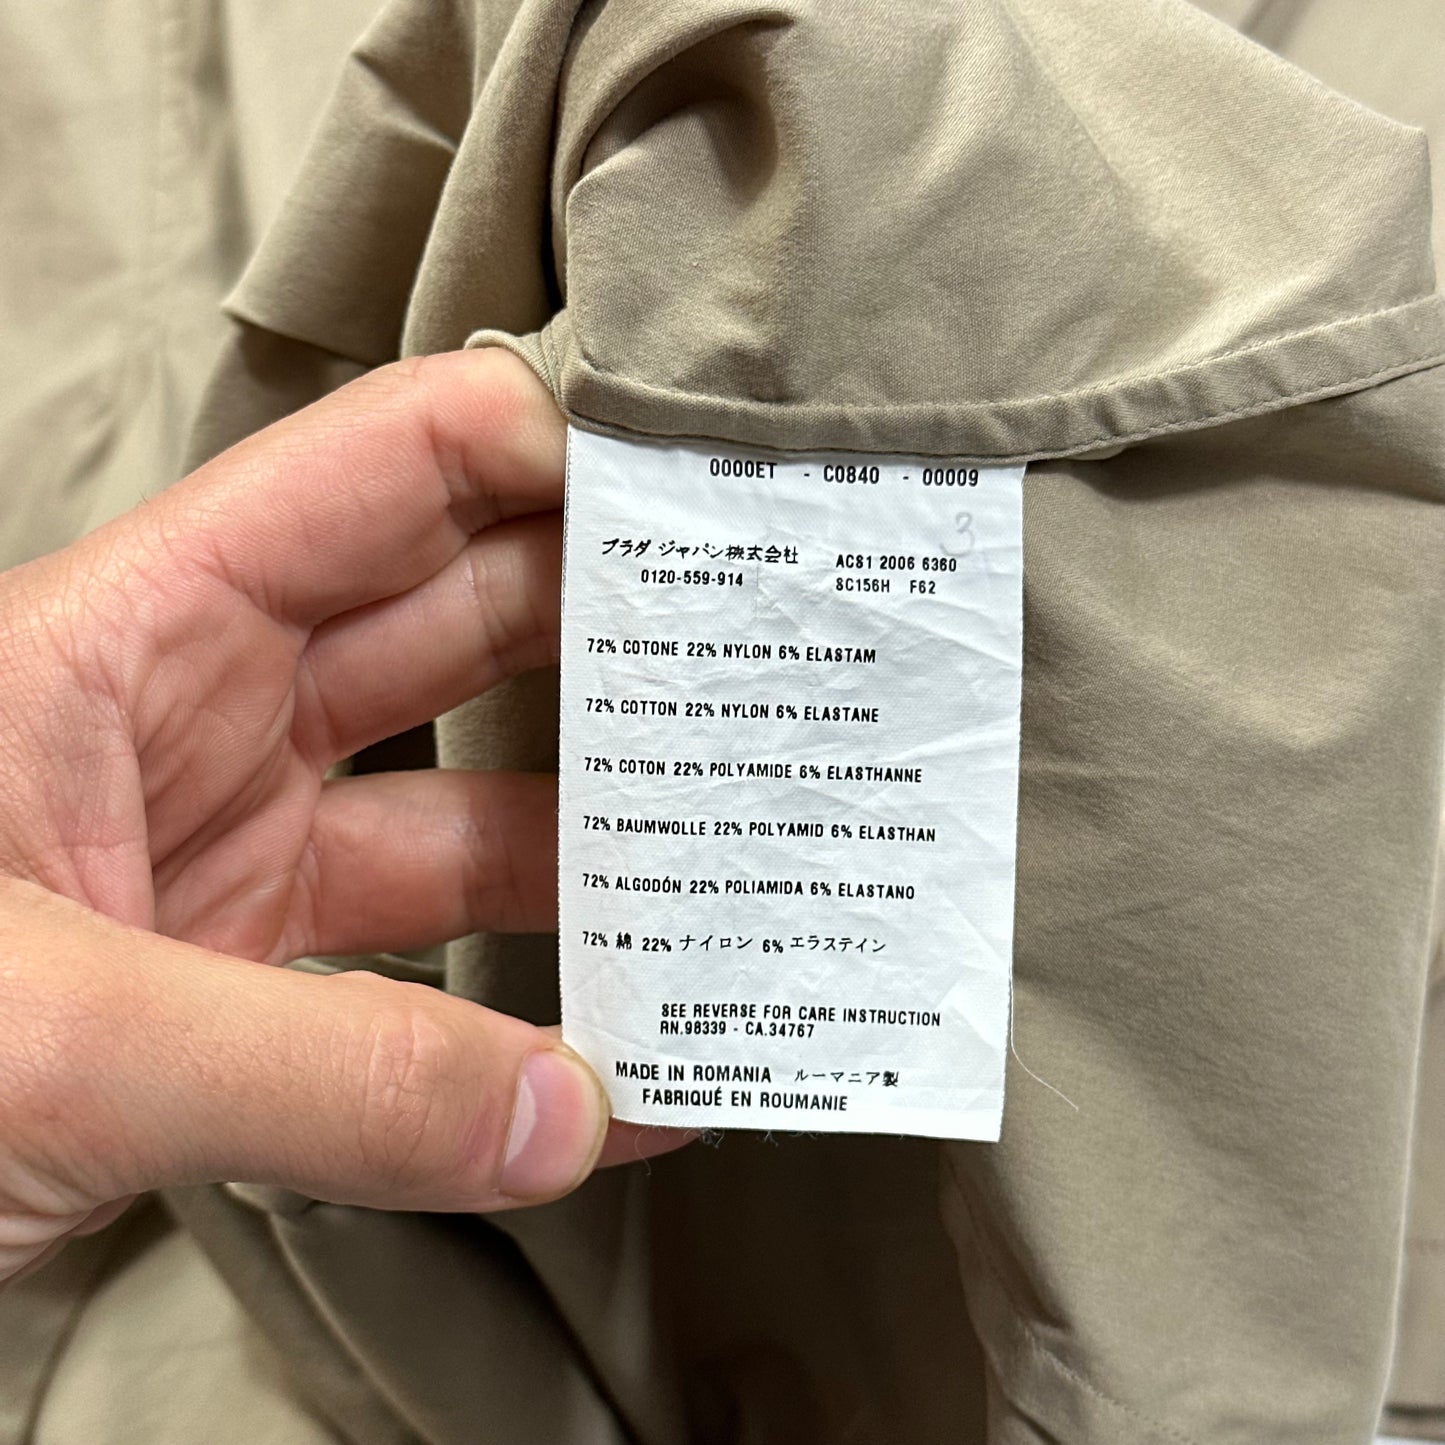 0000ET - C0840 - 00009
3
プラダ ジャパン株式会社
0120-559-914
AC81 2006 6360
8C156H F62
72% COTONE 22% NYLON 6% ELASTAM
72% COTTON 22% NYLON 6% ELASTANE
72% COTON 22% POLYAMIDE 6% ELASTHANNE
72% BAUMWOLLE 22% POLYAMID 6% ELASTHAN
72% ALGODÓN 22% POLIAMIDA 6% ELASTANO
72% 綿 22% ナイロン 6% エラステイン
SEE REVERSE FOR CARE INSTRUCTION
RN.98339 - CA.34767
MADE IN ROMANIA ルーマニア製
FABRIQUÉ EN ROUMANIE